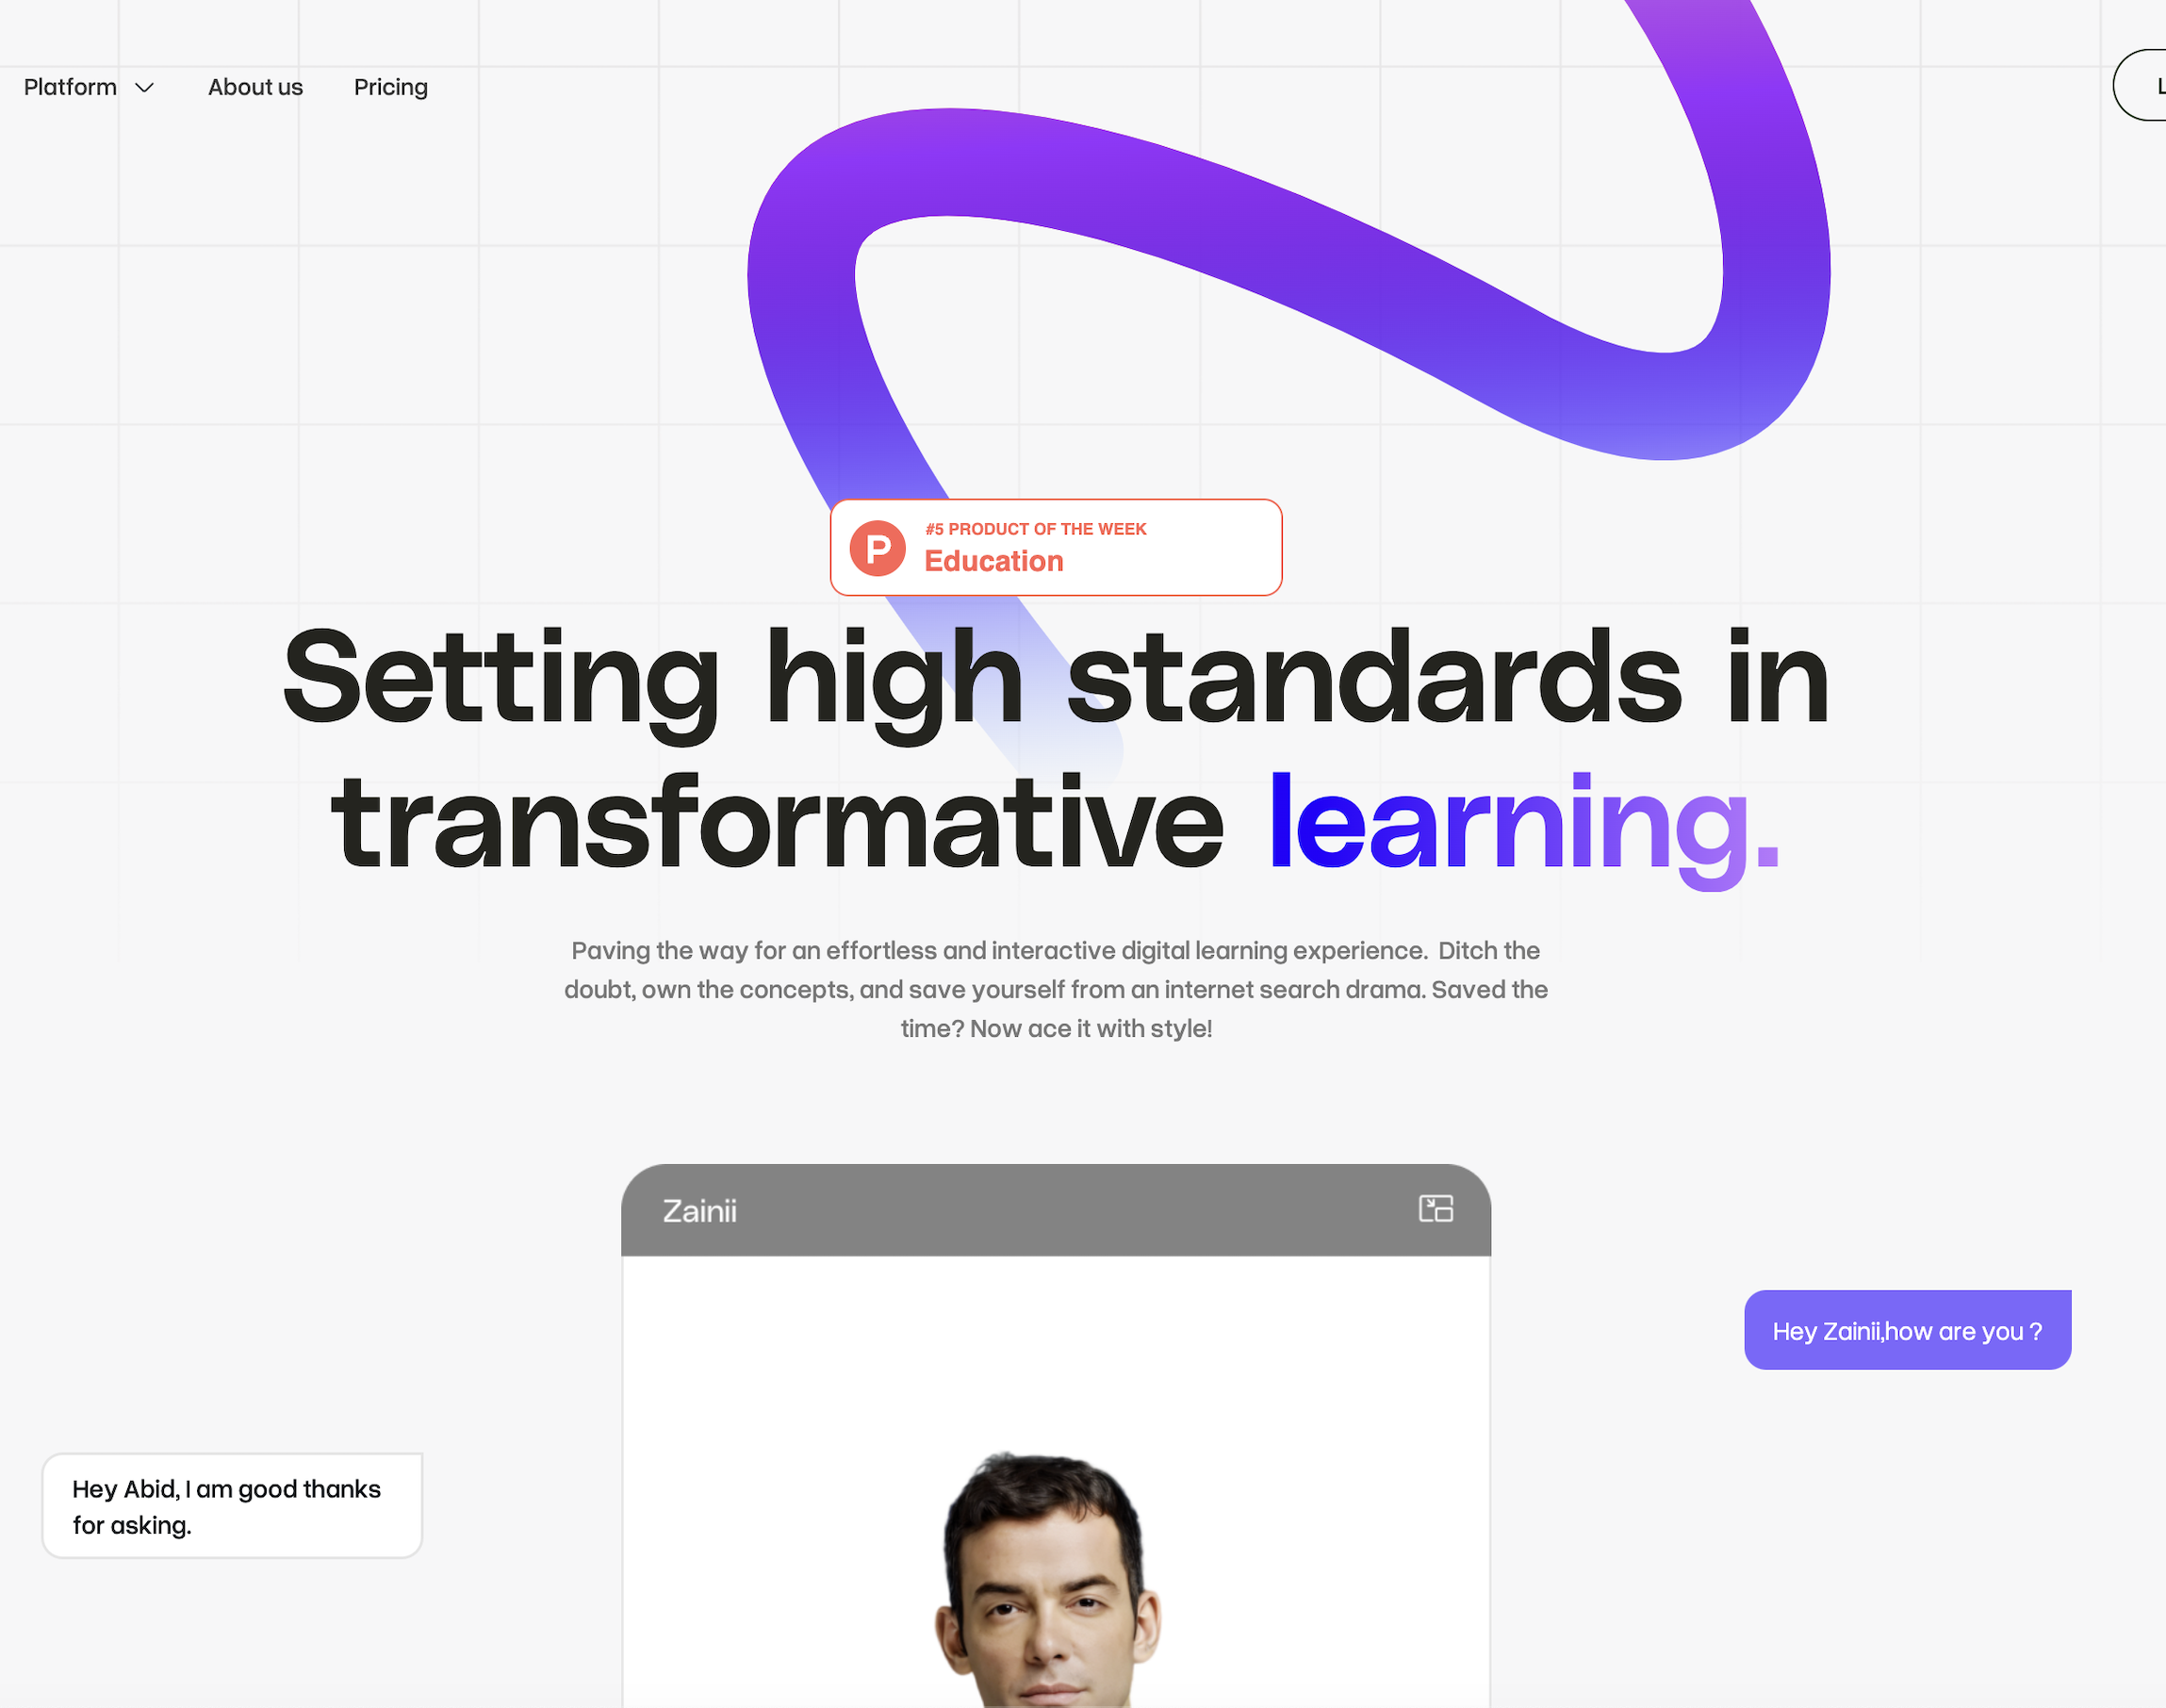 Platform
About us
Pricing
L
P
#5 PRODUCT OF THE WEEK
Education
Setting high standards in
transformative learning.
Paving the way for an effortless and interactive digital learning experience.  Ditch the
doubt, own the concepts, and save yourself from an internet search drama. Saved the
time? Now ace it with style!
Zainii
Hey Zainii,how are you ?
Hey Abid, I am good thanks
for asking.